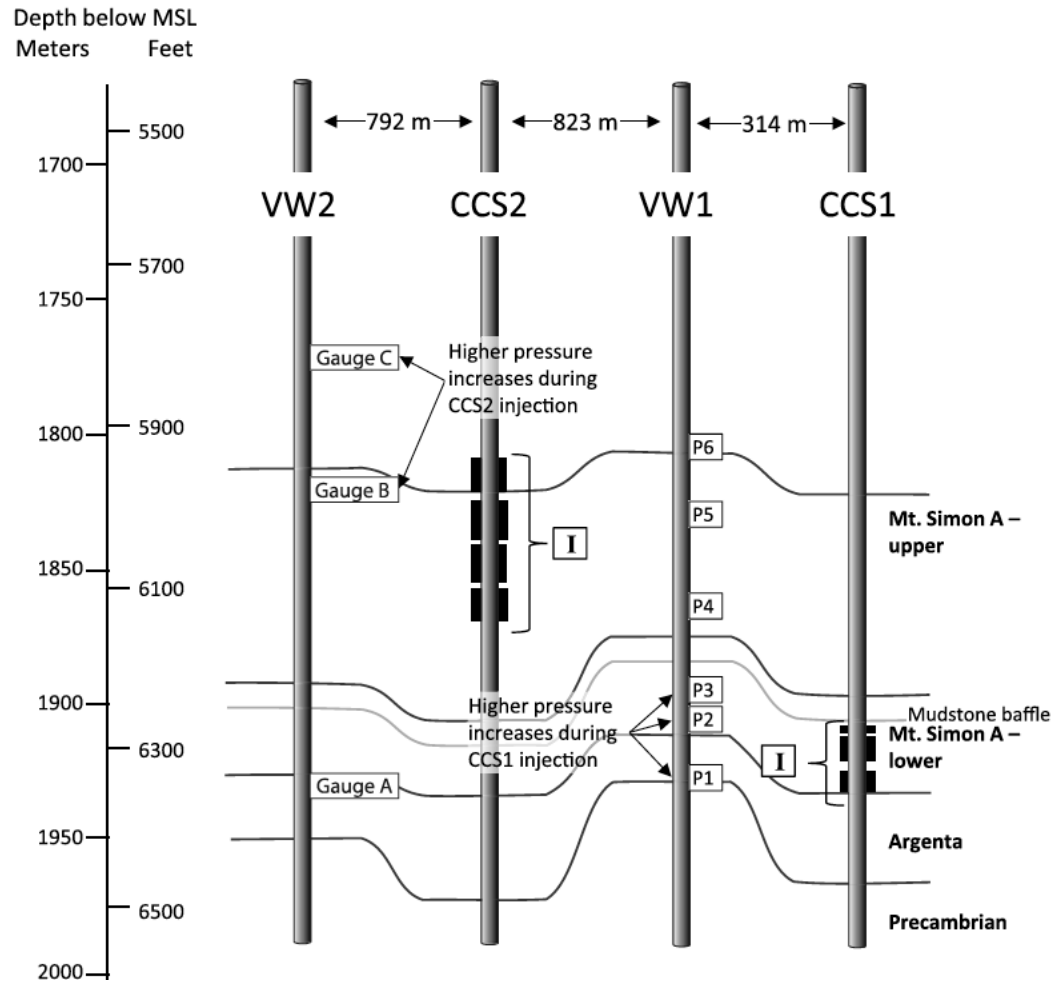 Depth below MSL
Meters Feet
792 m
823 m
314 m
5500
1700
VW2
CCS2
VW1
CCS1
5700
1750
Gauge C
Higher pressure
increases during
CCS2 injection
1800
5900
P6
Gauge B
P5
Mt. Simon A –
upper
I
1850
6100
P4
1900
P3
Higher pressure
increases during
CCS1 injection
P2
Mudstone baffle
Mt. Simon A –
lower
6300
I
Gauge A
P1
1950
Argenta
6500
Precambrian
2000